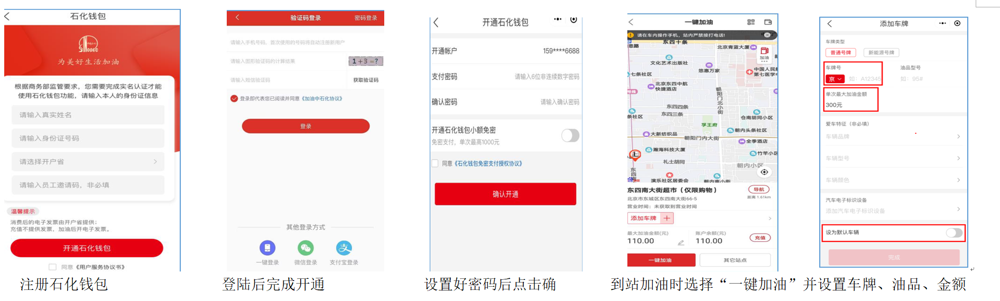 石化钱包
SINOPEC
为美好生活加油
根据商务部监管要求，您需要完成实名认证才能
使用石化钱包功能，请输入本人的身份证信息
请输入真实姓名
请输入身份证号码
请选择开户省
请输入员工邀请码，非必填
温馨提示
消费后的电子发票由开户省提供；
充值不提供发票，加油后开电子发票。
开通石化钱包
同意《用户服务协议书》
注册石化钱包
验证码登录 密码登录
请输入手机号码，首次使用的号码将自动注册新用户
请输入图形验证码的计算结果 1+3=?
请输入短信验证码 获取验证码
登录即代表您已阅读并同意《加油中石化协议》
登录
其他登录方式
一键登录 微信登录 支付宝登录
登陆后完成开通
开通石化钱包
开通帐户 159****6688
支付密码 请输入6位非连续数字密码
确认密码 请输入确认密码
开通石化钱包小额免密
免密支付，单次最高1000元
同意《石化钱包免密支付授权协议》
确认开通
设置好密码后点击确
一键加油
请在车内操作手机，站内严禁接打电话!
东四十条
忠路
北京青蓝大厦
加油
文化艺术出版社
悠惠万家
中国人民解
第七医学中
七条社区
北京东四中航
快捷酒店
朝阳门北小街
东四四条
东四三条
条社区
仓南胡同小区
孚王府
朝内头条社区
大新纺织品
朝阳门内大街
全季酒店
瀚海科技大厦
竹竿小区
礼士胡同
朝内小区
东四南
演乐社区居委会
朝内南小街
东四南大街超市（仅限购物） 导航
北京市东城区东四南大街66-5 距离 1.61km
营业时间：未获取到营业时间
添加车牌 +
最大加油金额(元) 账户余额(元)
110.00 110.00 充值
一键加油 其它站点
添加车牌
车牌类型
普通号牌 新能源号牌
车牌号 油品型号
京 如：A12345 如：95#
单次最大加油金额
300元
爱车特征（非必填）
车辆品牌
车辆型号
车辆颜色
汽车电子标识设备
添加汽车电子标识设备
设为默认车辆
完成
到站加油时选择“一键加油”并设置车牌、油品、金额